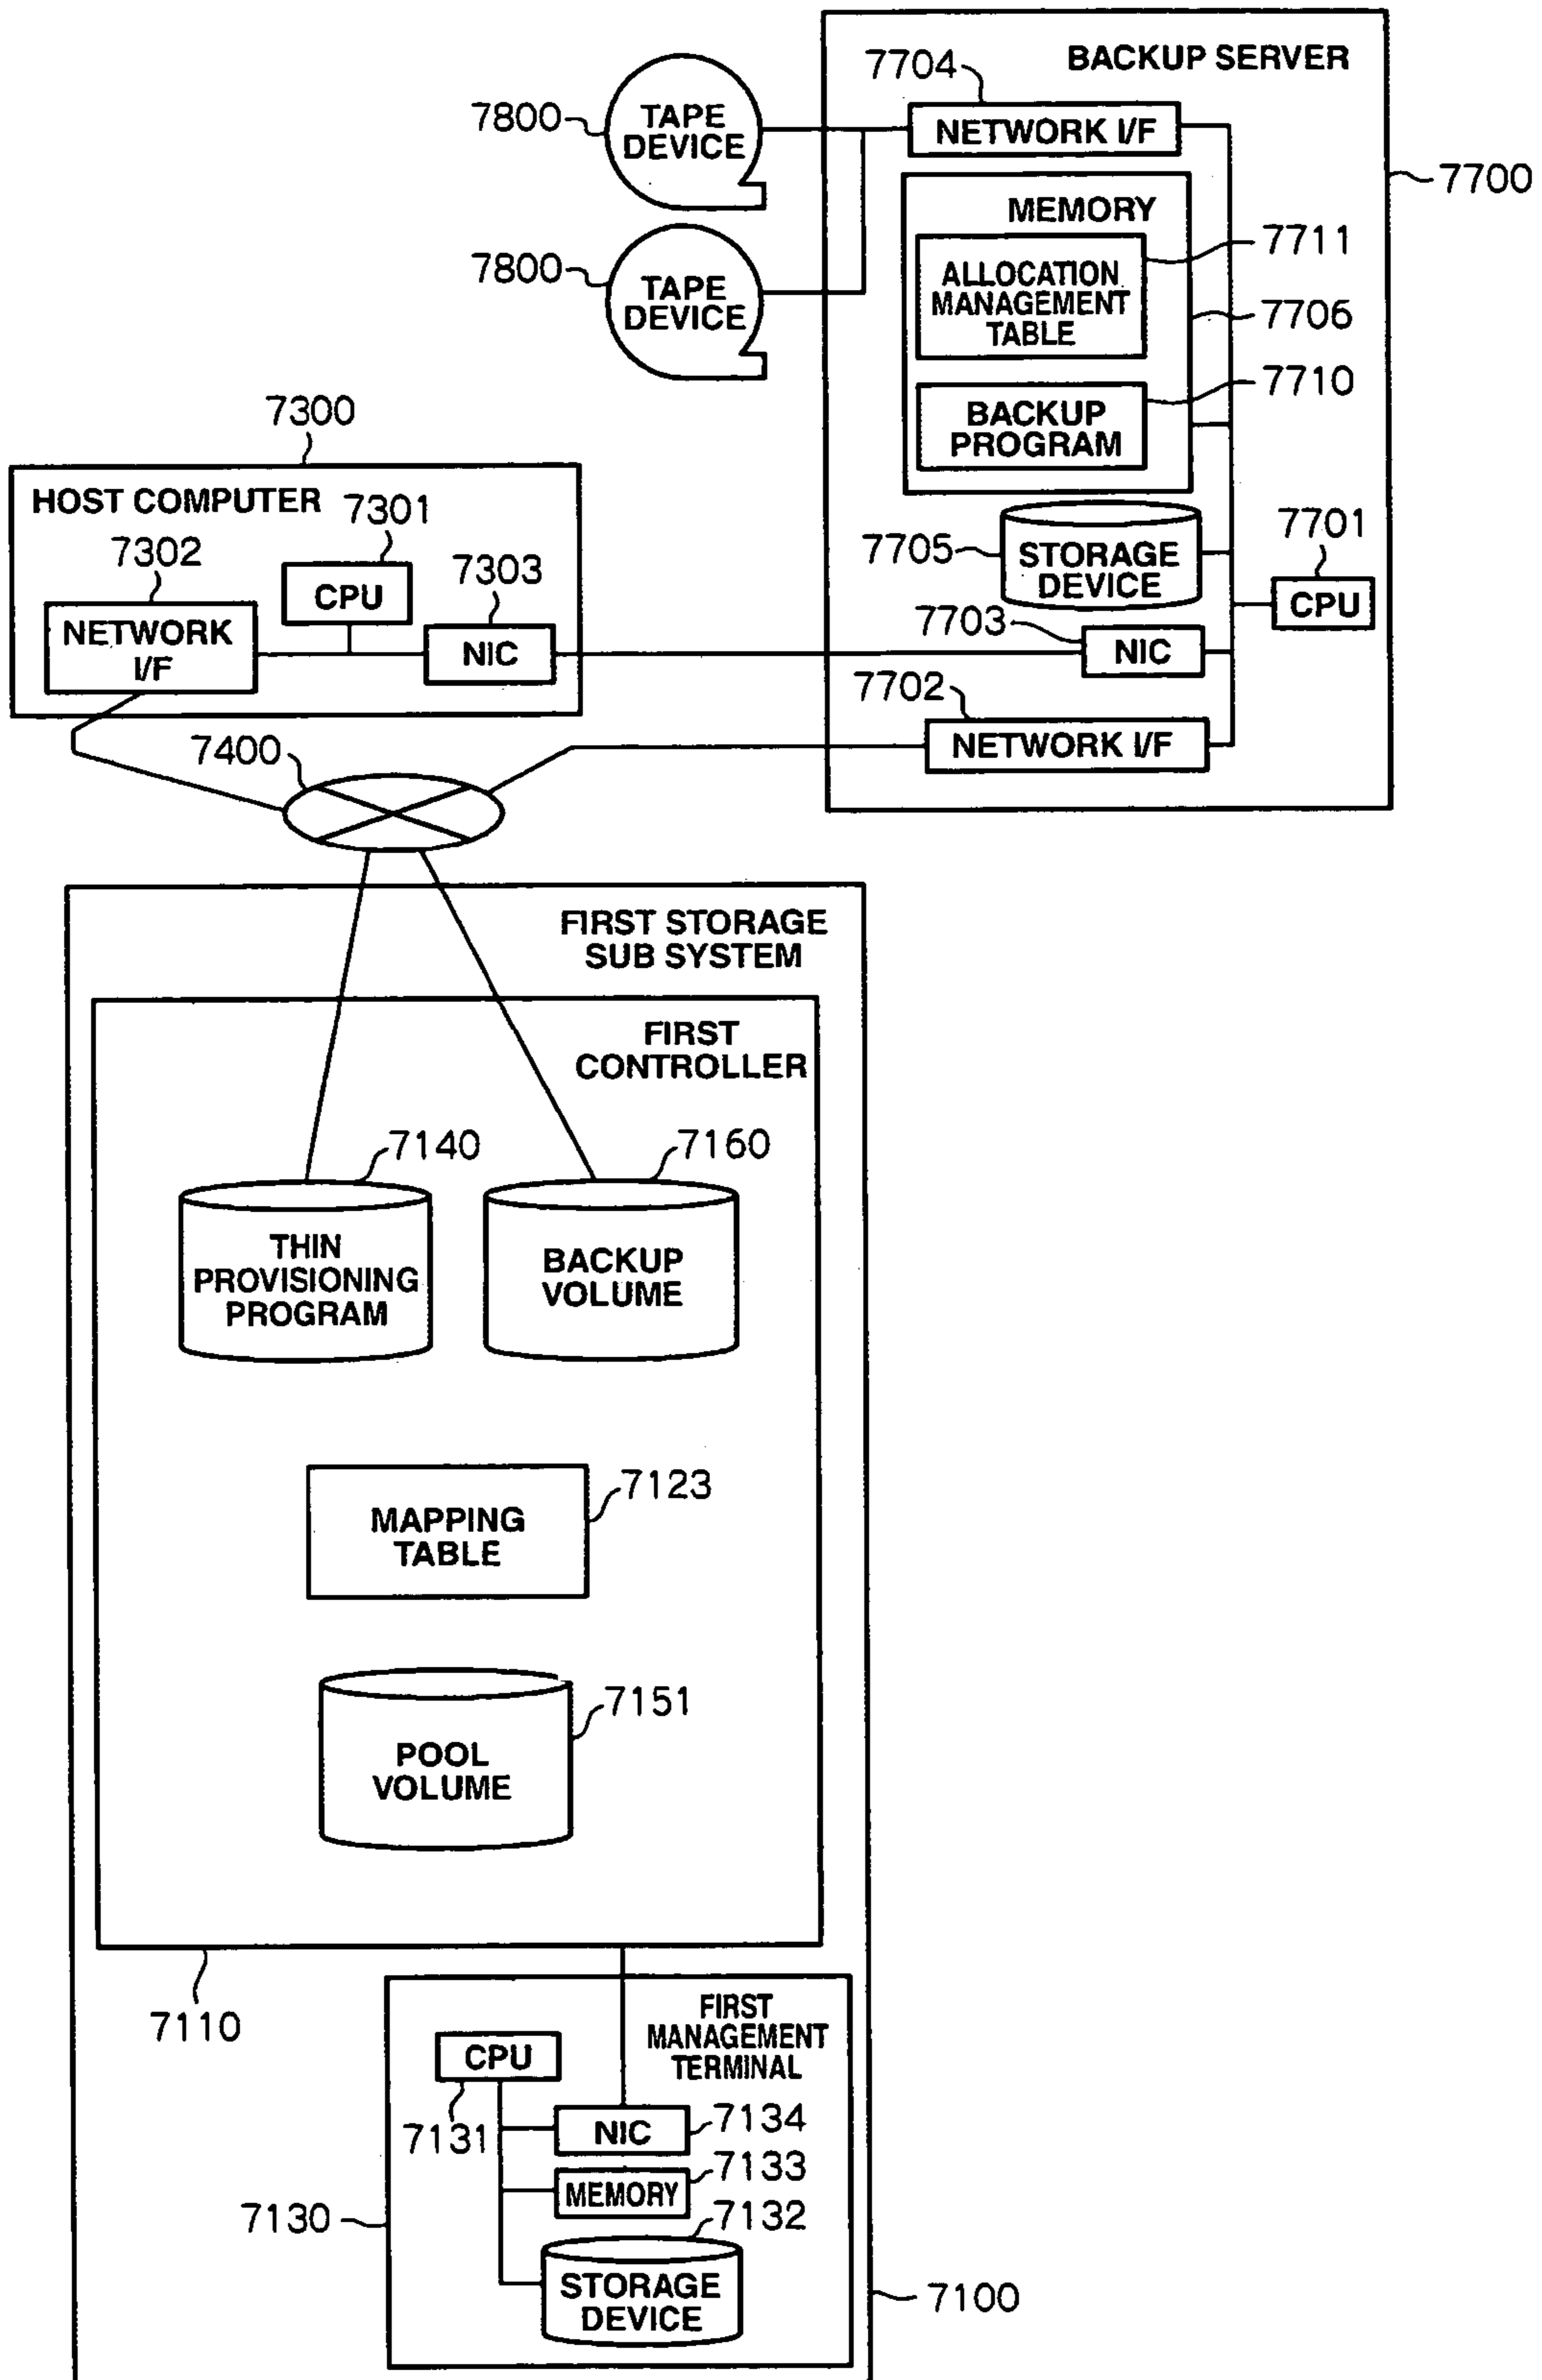 BACKUP SERVER
7704
7800
TAPE
DEVICE
NETWORK I/F
7700
MEMORY
7711
7800
TAPE
DEVICE
ALLOCATION
MANAGEMENT
TABLE
7706
7710
BACKUP
PROGRAM
7300
HOST COMPUTER
7301
7302
CPU
7303
NETWORK
I/F
NIC
7705
STORAGE
DEVICE
7701
CPU
7703
NIC
7702
NETWORK I/F
7400
FIRST STORAGE
SUB SYSTEM
FIRST
CONTROLLER
7140
7160
THIN
PROVISIONING
PROGRAM
BACKUP
VOLUME
7123
MAPPING
TABLE
7151
POOL
VOLUME
7110
FIRST
MANAGEMENT
TERMINAL
CPU
7131
NIC
7134
7133
MEMORY
7130
7132
STORAGE
DEVICE
7100